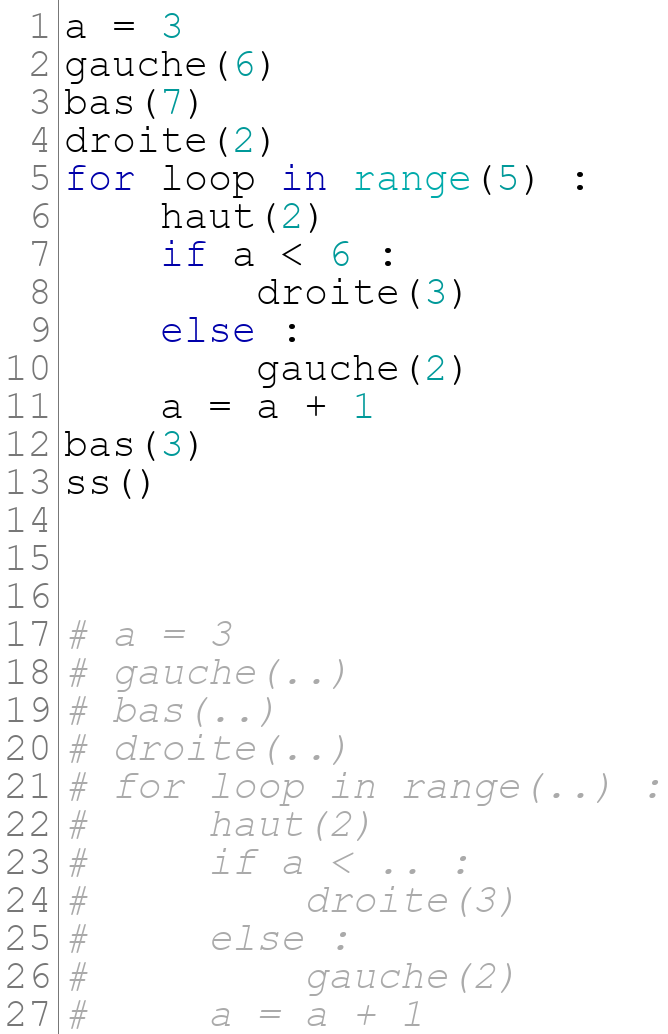 1 a = 3
2 gauche(6)
3 bas(7)
4 droite(2)
5 for loop in range(5) :
6     haut(2)
7     if a < 6 :
8         droite(3)
9     else :
10         gauche(2)
11     a = a + 1
12 bas(3)
13 ss()
14
15
16
17 # a = 3
18 # gauche(..)
19 # bas(..)
20 # droite(..)
21 # for loop in range(..) :
22 #     haut(2)
23 #     if a < .. :
24 #         droite(3)
25 #     else :
26 #         gauche(2)
27 #     a = a + 1